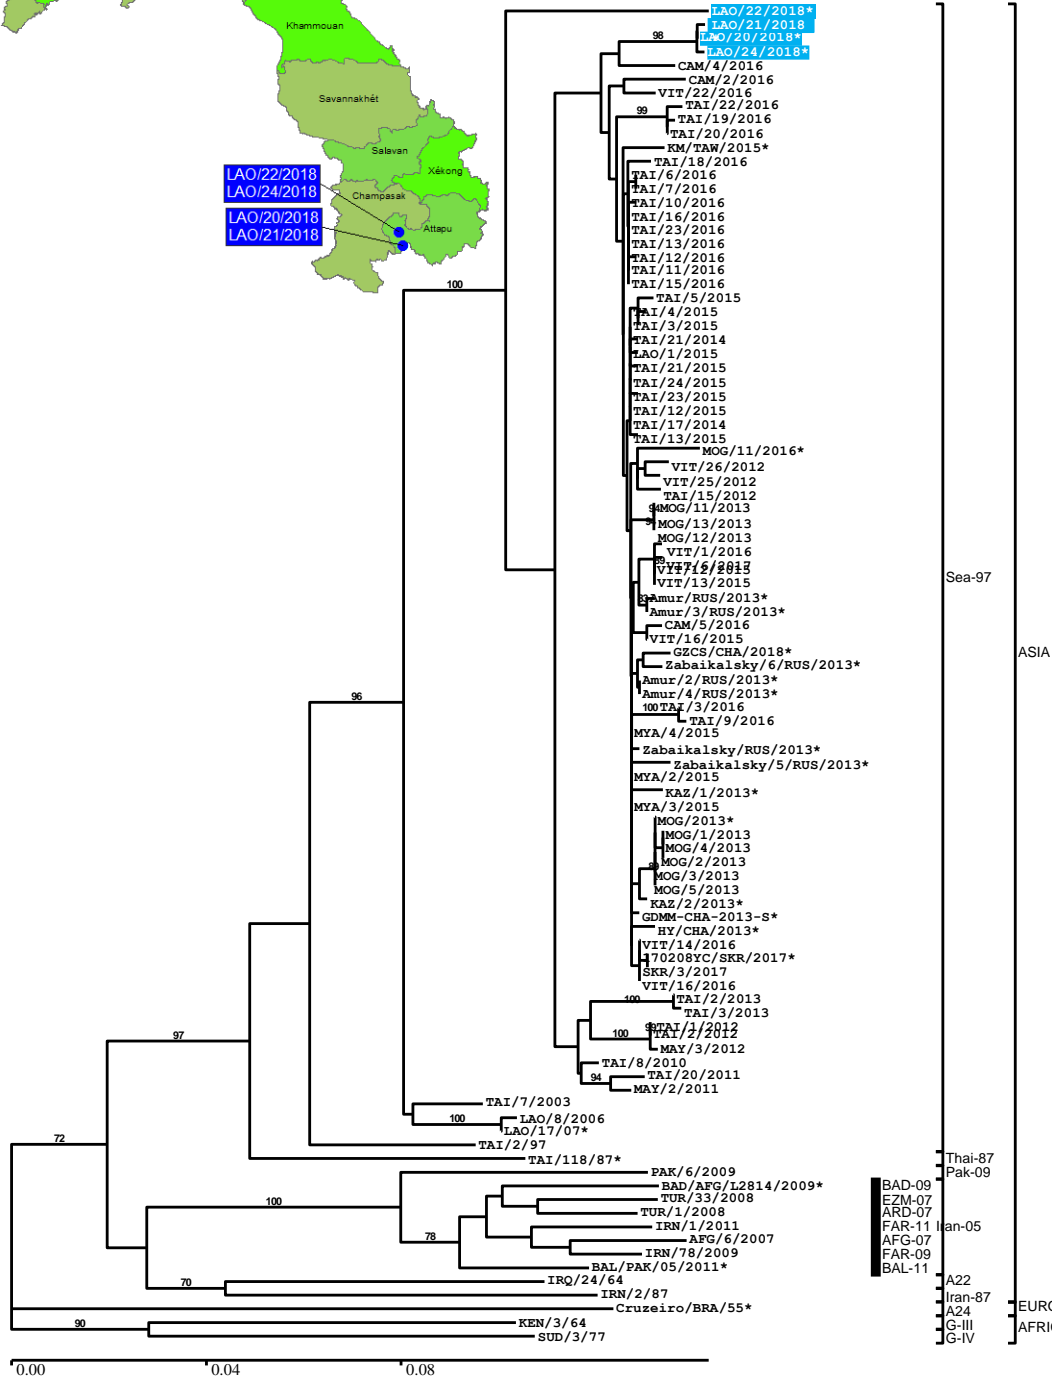 Khammouan
Savannakhét
Salavan
Xékong
Champasak
Attapu
LAO/22/2018
LAO/24/2018
LAO/20/2018
LAO/21/2018
LAO/22/2018*
LAO/21/2018
98
LAO/20/2018*
LAO/24/2018*
CAM/4/2016
CAM/2/2016
VIT/22/2016
TAI/22/2016
99
TAI/19/2016
TAI/20/2016
KM/TAW/2015*
TAI/18/2016
TAI/6/2016
TAI/7/2016
TAI/10/2016
TAI/16/2016
TAI/23/2016
TAI/13/2016
TAI/12/2016
TAI/11/2016
TAI/15/2016
100
TAI/5/2015
TAI/4/2015
TAI/3/2015
TAI/21/2014
LAO/1/2015
TAI/21/2015
TAI/24/2015
TAI/23/2015
TAI/12/2015
TAI/17/2014
TAI/13/2015
MOG/11/2016*
VIT/26/2012
VIT/25/2012
TAI/15/2012
MOG/11/2013
MOG/13/2013
MOG/12/2013
VIT/1/2016
VIT/6/2017
VIT/12/2015
VIT/13/2015
Amur/RUS/2013*
Amur/3/RUS/2013*
CAM/5/2016
VIT/16/2015
GZCS/CHA/2018*
Zabaikalsky/6/RUS/2013*
Amur/2/RUS/2013*
Amur/4/RUS/2013*
100
TAI/3/2016
TAI/9/2016
MYA/4/2015
Zabaikalsky/RUS/2013*
Zabaikalsky/5/RUS/2013*
MYA/2/2015
KAZ/1/2013*
MYA/3/2015
MOG/2013*
MOG/1/2013
MOG/4/2013
MOG/2/2013
MOG/3/2013
MOG/5/2013
KAZ/2/2013*
GDMM-CHA-2013-S*
HY/CHA/2013*
VIT/14/2016
170208YC/SKR/2017*
SKR/3/2017
VIT/16/2016
100
TAI/2/2013
TAI/3/2013
TAI/1/2012
100
TAI/2/2012
MAY/3/2012
TAI/8/2010
94
TAI/20/2011
MAY/2/2011
96
TAI/7/2003
100
LAO/8/2006
LAO/17/07*
TAI/2/97
97
TAI/118/87*
72
PAK/6/2009
100
BAD/AFG/L2814/2009*
TUR/33/2008
TUR/1/2008
78
IRN/1/2011
AFG/6/2007
IRN/78/2009
BAL/PAK/05/2011*
70
IRQ/24/64
IRN/2/87
Cruzeiro/BRA/55*
90
KEN/3/64
SUD/3/77
Sea-97
Thai-87
Pak-09
BAD-09
EZM-07
ARD-07
FAR-11
Iran-05
AFG-07
FAR-09
BAL-11
A22
Iran-87
A24
G-III
G-IV
ASIA
EURO
AFRI
0.00
0.04
0.08